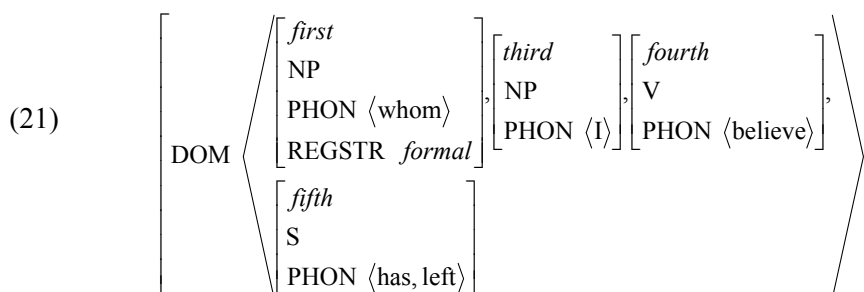 first third fourth
NP NP V
PHON ⟨whom⟩, PHON ⟨I⟩, PHON ⟨believe⟩,
REGSTR formal
(21) DOM
fifth
S
PHON ⟨has, left⟩